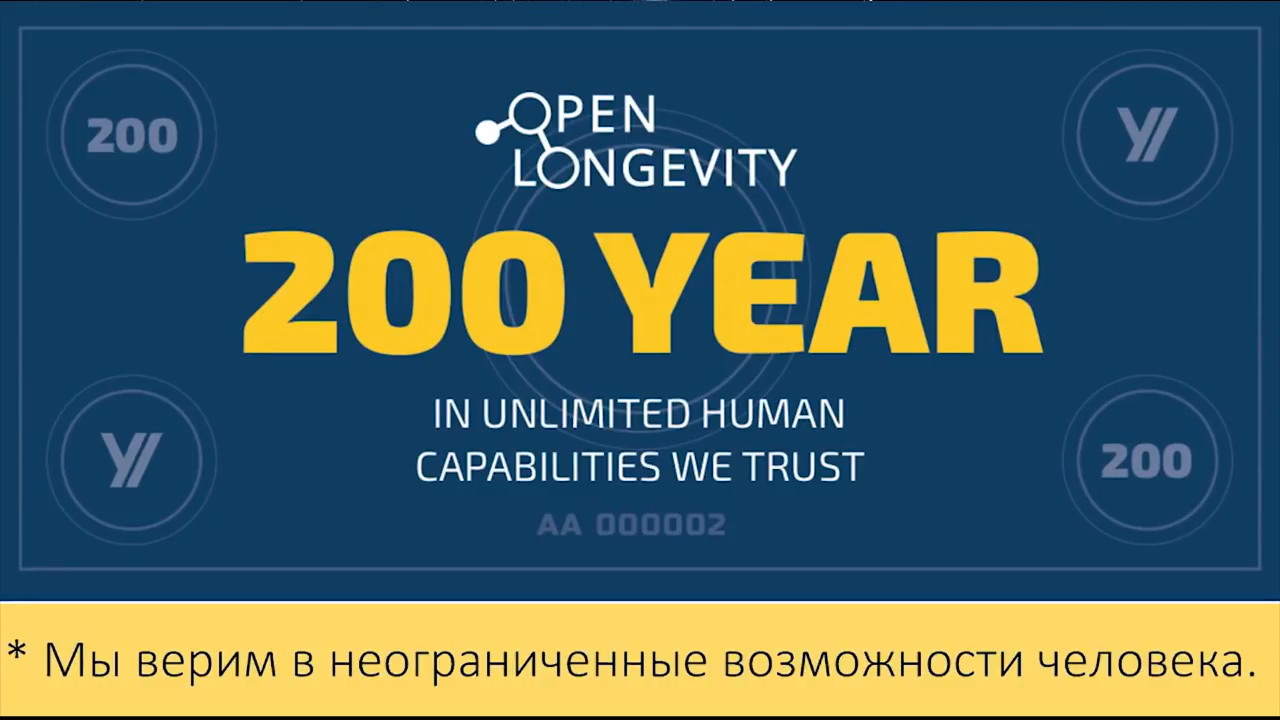 200
OPEN
LONGEVITY
200 YEAR
IN UNLIMITED HUMAN
CAPABILITIES WE TRUST
200
AA 000002
* Мы верим в неограниченные возможности человека.